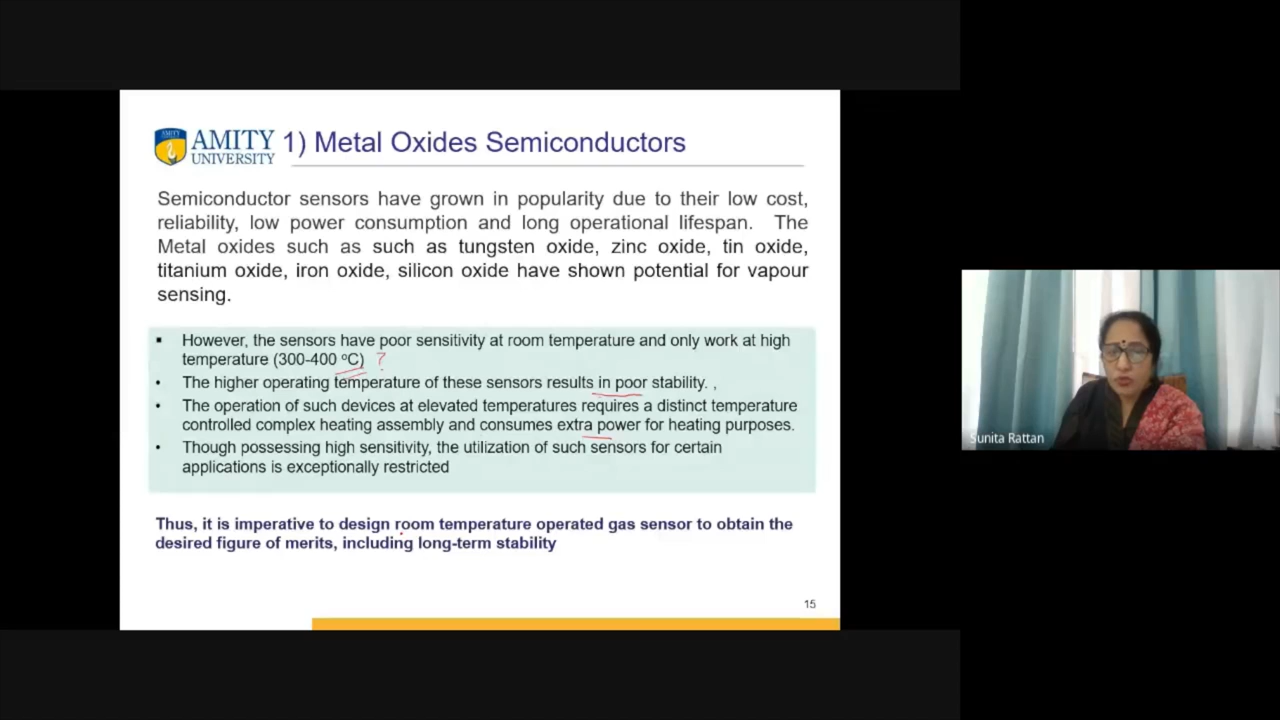 AMITY
UNIVERSITY
1) Metal Oxides Semiconductors
Semiconductor sensors have grown in popularity due to their low cost,
reliability, low power consumption and long operational lifespan. The
Metal oxides such as such as tungsten oxide, zinc oxide, tin oxide,
titanium oxide, iron oxide, silicon oxide have shown potential for vapour
sensing.
▪ However, the sensors have poor sensitivity at room temperature and only work at high
temperature (300-400 ᵒC) ?
• The higher operating temperature of these sensors results in poor stability. ,
• The operation of such devices at elevated temperatures requires a distinct temperature
controlled complex heating assembly and consumes extra power for heating purposes.
• Though possessing high sensitivity, the utilization of such sensors for certain
applications is exceptionally restricted
Thus, it is imperative to design room temperature operated gas sensor to obtain the
desired figure of merits, including long-term stability
15
Sunita Rattan